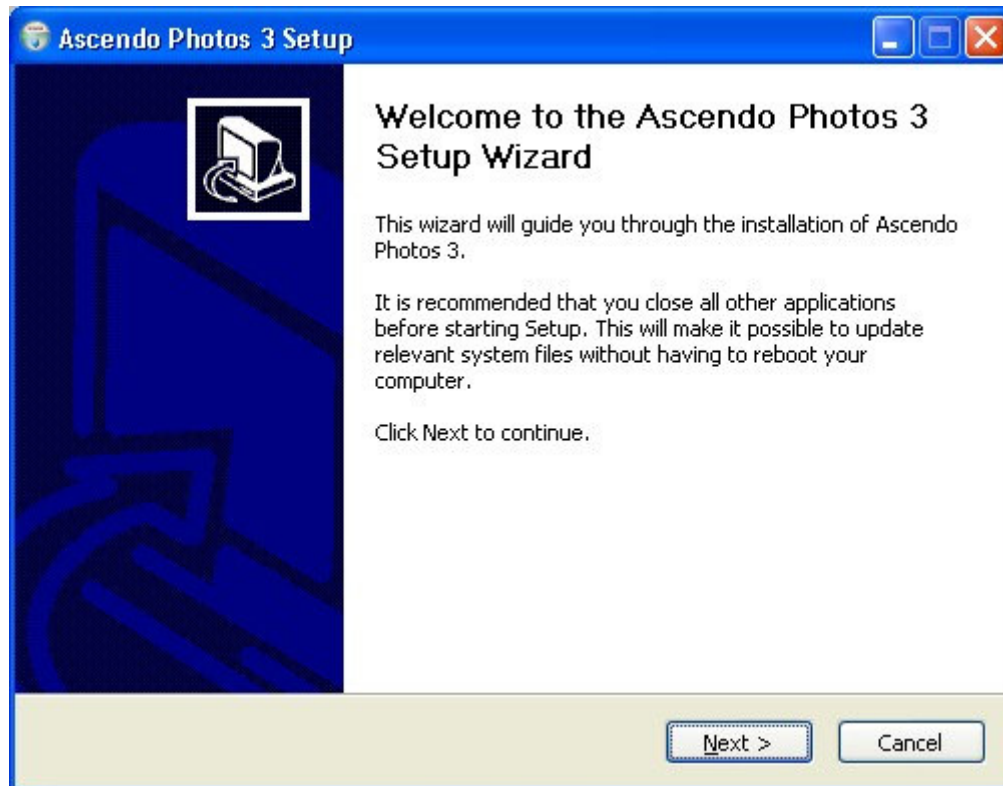 Ascendo Photos 3 Setup
Welcome to the Ascendo Photos 3
Setup Wizard
This wizard will guide you through the installation of Ascendo
Photos 3.
It is recommended that you close all other applications
before starting Setup. This will make it possible to update
relevant system files without having to reboot your
computer.
Click Next to continue.
Next >
Cancel